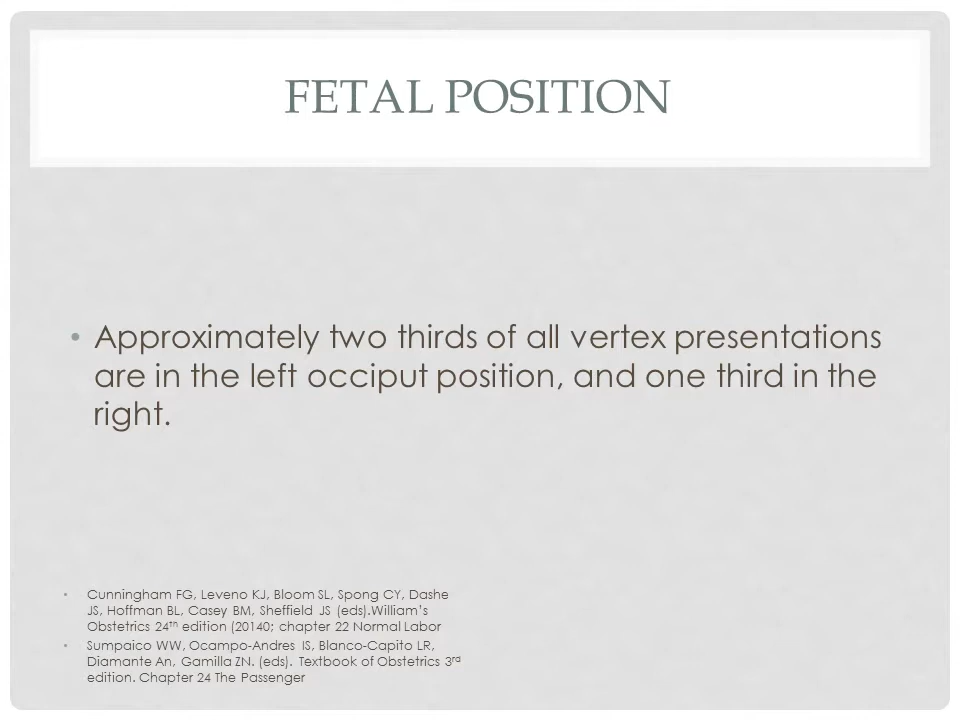 FETAL POSITION
• Approximately two thirds of all vertex presentations
are in the left occiput position, and one third in the
right.
• Cunningham FG, Leveno KJ, Bloom SL, Spong CY, Dashe
JS, Hoffman BL, Casey BM, Sheffield JS (eds).William's
Obstetrics 24th edition (20140; chapter 22 Normal Labor
• Sumpaico WW, Ocampo-Andres IS, Blanco-Capito LR,
Diamante An, Gamilla ZN. (eds). Textbook of Obstetrics 3rd
edition. Chapter 24 The Passenger